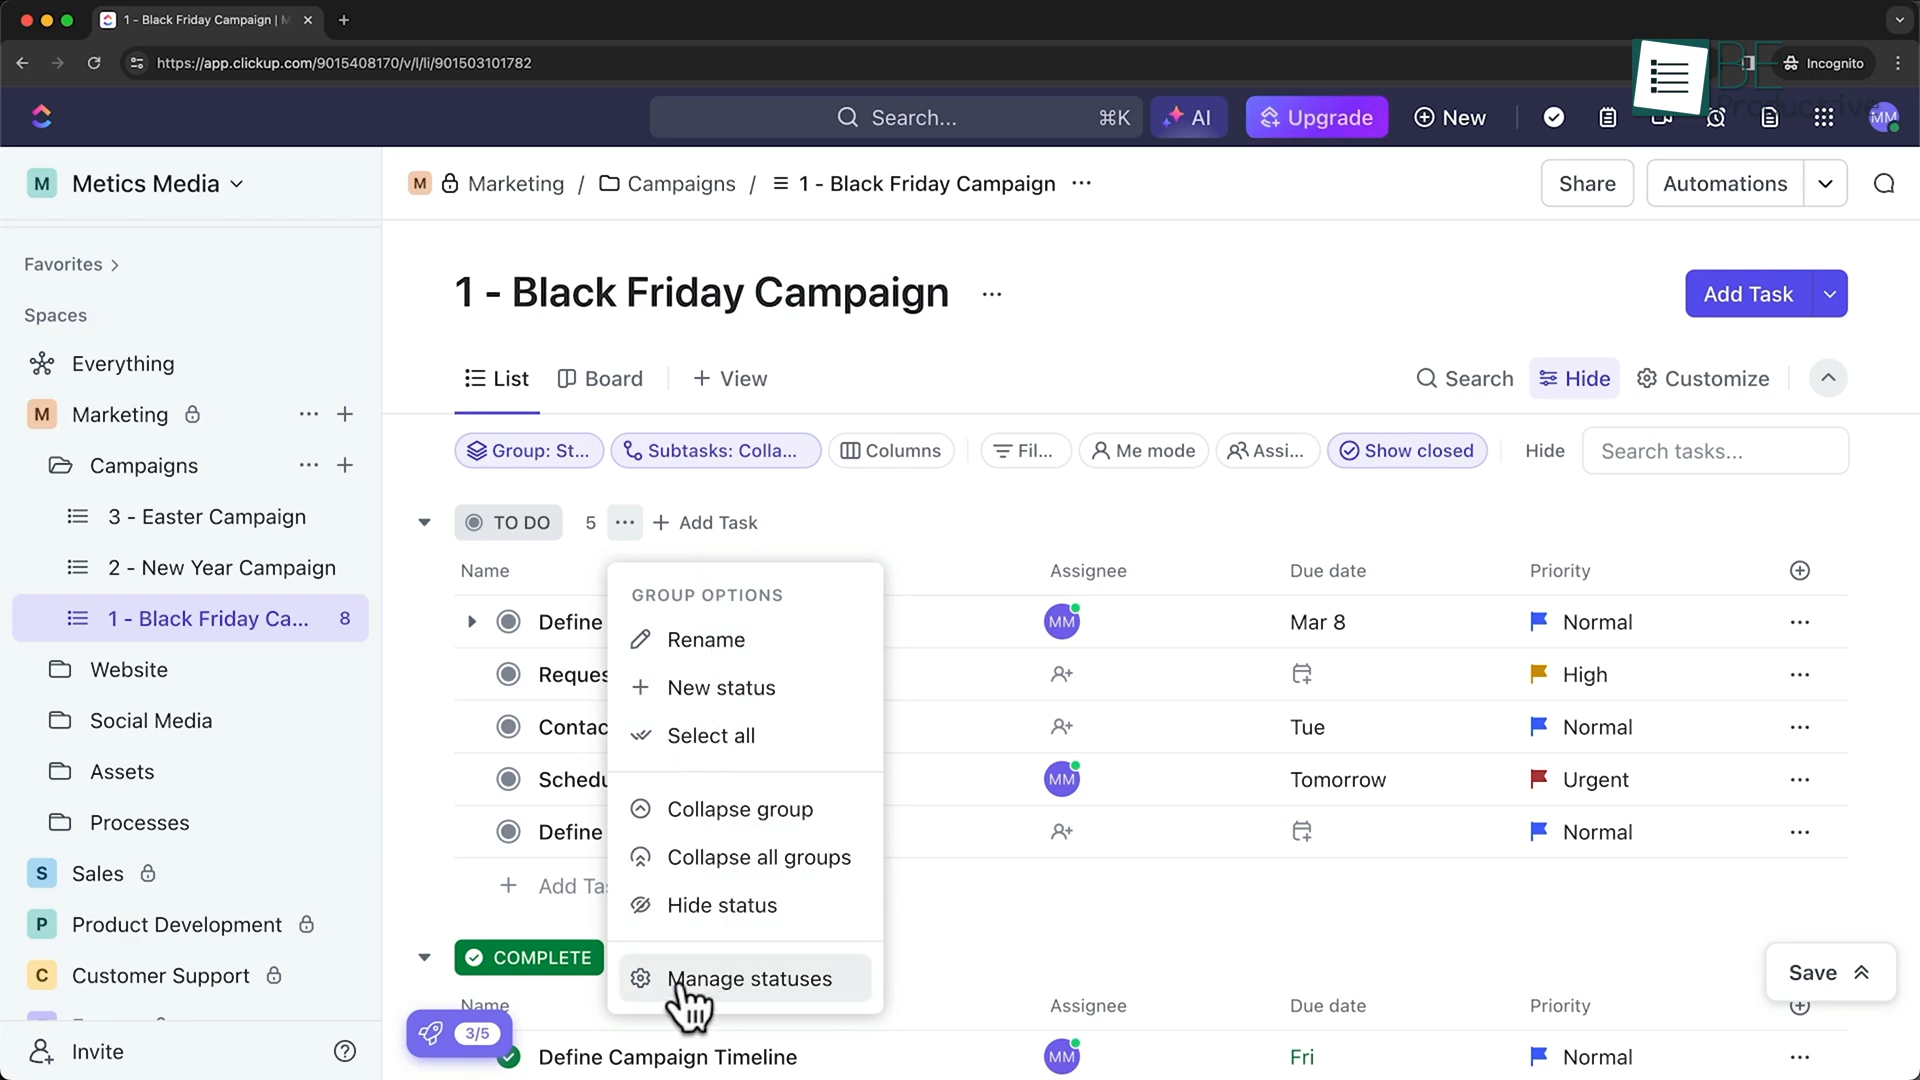 1 - Black Friday Campaign |
https://app.clickup.com/9015408170/v/l/li/901503101782
Incognito
BE
Productive
Search...
⌘K
AI
Upgrade
New
MM
M
Metics Media
M
Marketing / Campaigns / 1 - Black Friday Campaign ...
Share
Automations
Favorites
Spaces
Everything
M
Marketing
Campaigns
3 - Easter Campaign
2 - New Year Campaign
1 - Black Friday Ca...
8
Website
Social Media
Assets
Processes
S
Sales
P
Product Development
C
Customer Support
Invite
1 - Black Friday Campaign ...
Add Task
List
Board
+ View
Search
Hide
Customize
Group: St...
Subtasks: Colla...
Columns
Fil...
Me mode
Assi...
Show closed
Hide
Search tasks...
TO DO
5
...
+ Add Task
Name
Assignee
Due date
Priority
Define
MM
Mar 8
Normal
Reques
High
Contac
Tue
Normal
Schedu
MM
Tomorrow
Urgent
Define
Normal
+ Add Tas
GROUP OPTIONS
Rename
New status
Select all
Collapse group
Collapse all groups
Hide status
Manage statuses
COMPLETE
Name
Assignee
Due date
Priority
Save
3/5
Define Campaign Timeline
MM
Fri
Normal